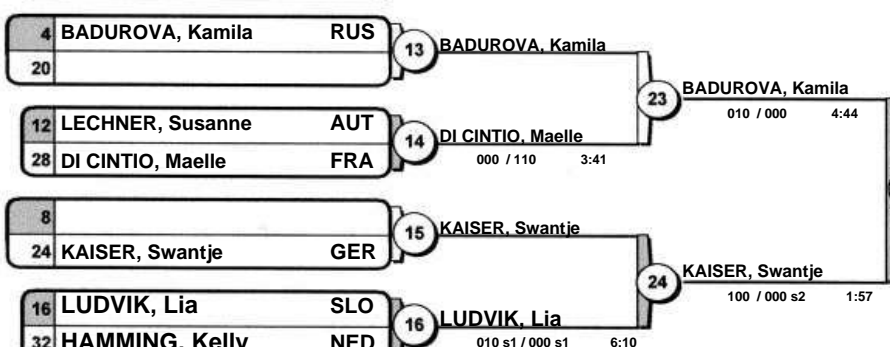 4 BADUROVA, Kamila RUS
20
13
BADUROVA, Kamila
12 LECHNER, Susanne AUT
28 DI CINTIO, Maelle FRA
14
DI CINTIO, Maelle
000 / 110 3:41
23
BADUROVA, Kamila
010 / 000 4:44
8
24 KAISER, Swantje GER
15
KAISER, Swantje
16 LUDVIK, Lia SLO
32 HAMMING, Kelly NED
16
LUDVIK, Lia
010 s1 / 000 s1 6:10
24
KAISER, Swantje
100 / 000 s2 1:57